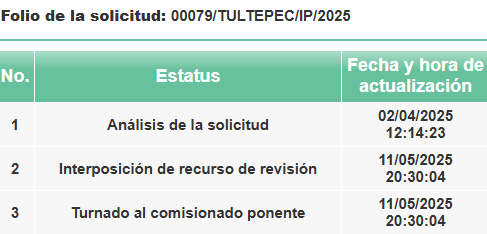 Folio de la solicitud: 00079/TULTEPEC/IP/2025
No. Estatus Fecha y hora de actualización
1 Análisis de la solicitud 02/04/2025 12:14:23
2 Interposición de recurso de revisión 11/05/2025 20:30:04
3 Turnado al comisionado ponente 11/05/2025 20:30:04